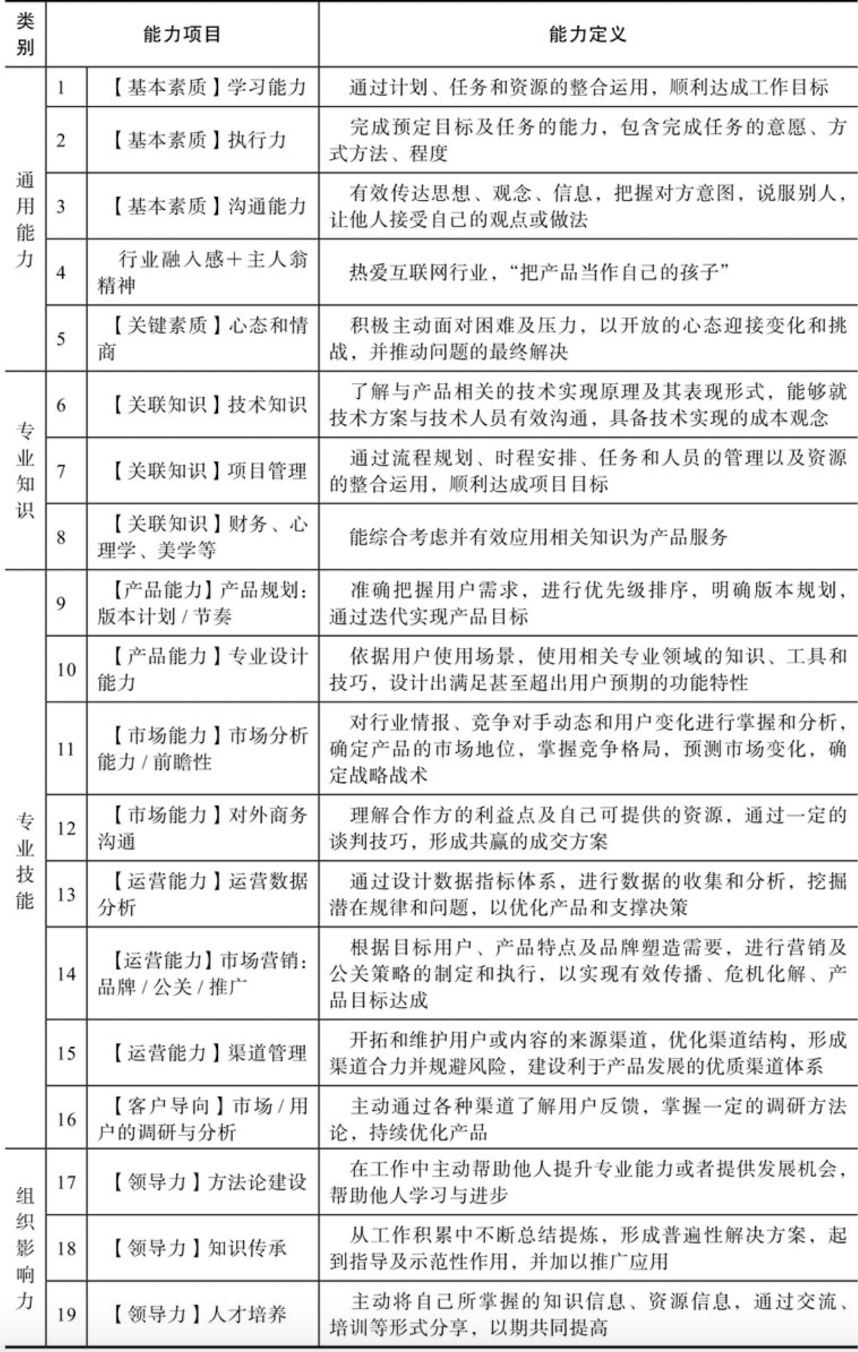 类别 能力项目 能力定义
通用能力
1 【基本素质】学习能力 通过计划、任务和资源的整合运用，顺利达成工作目标
2 【基本素质】执行力 完成预定目标及任务的能力，包含完成任务的意愿、方
式方法、程度
3 【基本素质】沟通能力 有效传达思想、观念、信息，把握对方意图，说服别人，
让他人接受自己的观点或做法
4 行业融入感＋主人翁
精神
热爱互联网行业，“把产品当作自己的孩子”
5 【关键素质】心态和情
商
积极主动面对困难及压力，以开放的心态迎接变化和挑
战，并推动问题的最终解决
专业知识
6 【关联知识】技术知识 了解与产品相关的技术实现原理及其表现形式，能够就
技术方案与技术人员有效沟通，具备技术实现的成本观念
7 【关联知识】项目管理 通过流程规划、时程安排、任务和人员的管理以及资源
的整合运用，顺利达成项目目标
8 【关联知识】财务、心
理学、美学等
能综合考虑并有效应用相关知识为产品服务
专业技能
9 【产品能力】产品规划：
版本计划 / 节奏
准确把握用户需求，进行优先级排序，明确版本规划，
通过迭代实现产品目标
10 【产品能力】专业设计
能力
依据用户使用场景，使用相关专业领域的知识、工具和
技巧，设计出满足甚至超出用户预期的功能特性
11 【市场能力】市场分析
能力 / 前瞻性
对行业情报、竞争对手动态和用户变化进行掌握和分析，
确定产品的市场地位，掌握竞争格局，预测市场变化，确
定战略战术
12 【市场能力】对外商务
沟通
理解合作方的利益点及自己可提供的资源，通过一定的
谈判技巧，形成共赢的成交方案
13 【运营能力】运营数据
分析
通过设计数据指标体系，进行数据的收集和分析，挖掘
潜在规律和问题，以优化产品和支撑决策
14 【运营能力】市场营销：
品牌 / 公关 / 推广
根据目标用户、产品特点及品牌塑造需要，进行营销及
公关策略的制定和执行，以实现有效传播、危机化解、产
品目标达成
15 【运营能力】渠道管理 开拓和维护用户或内容的来源渠道，优化渠道结构，形成
渠道合力并规避风险，建设利于产品发展的优质渠道体系
16 【客户导向】市场 / 用
户的调研与分析
主动通过各种渠道了解用户反馈，掌握一定的调研方法
论，持续优化产品
组织影响力
17 【领导力】方法论建设 在工作中主动帮助他人提升专业能力或者提供发展机会，
帮助他人学习与进步
18 【领导力】知识传承 从工作积累中不断总结提炼，形成普遍性解决方案，起
到指导及示范性作用，并加以推广应用
19 【领导力】人才培养 主动将自己所掌握的知识信息、资源信息，通过交流、
培训等形式分享，以期共同提高